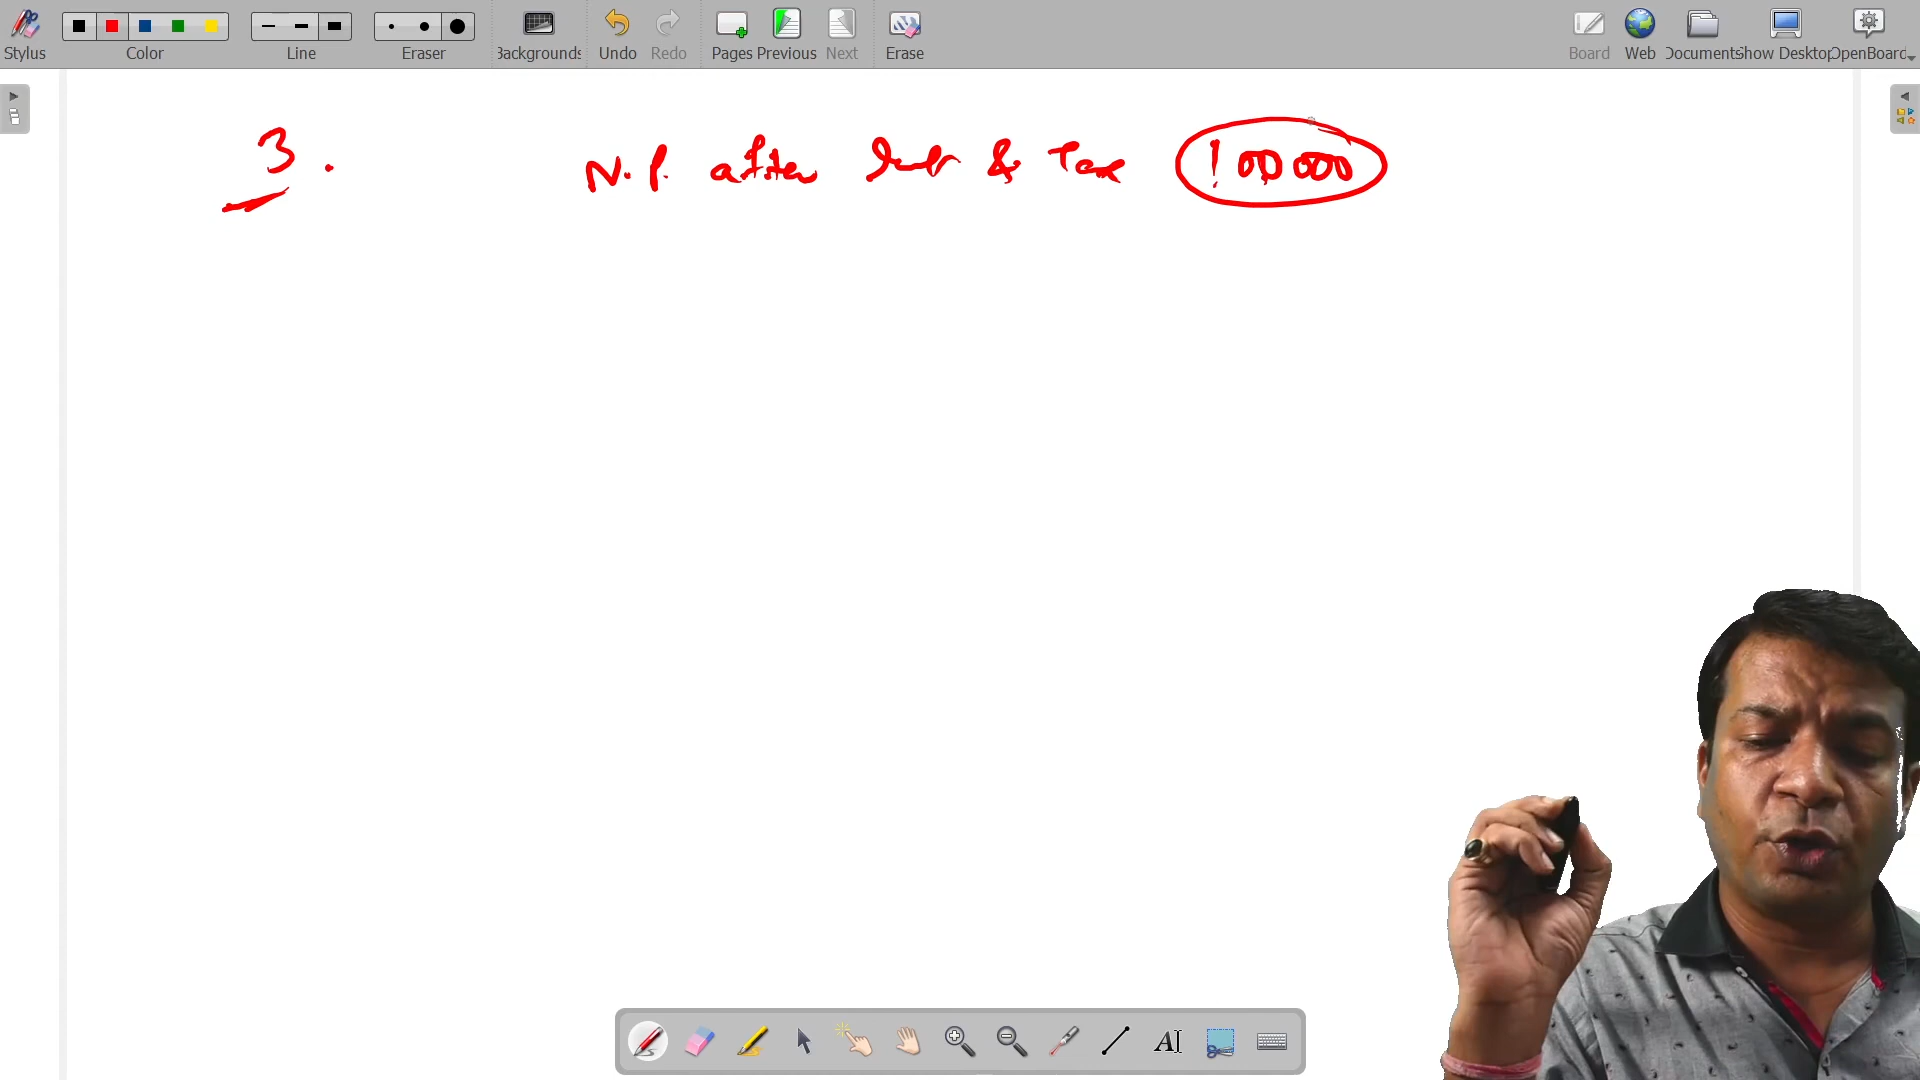 Stylus Color Line Eraser Backgrounds Undo Redo Pages Previous Next Erase Board Web Documents Show Desktop OpenBoard
3. N.P. after Int & Tax 100000
A